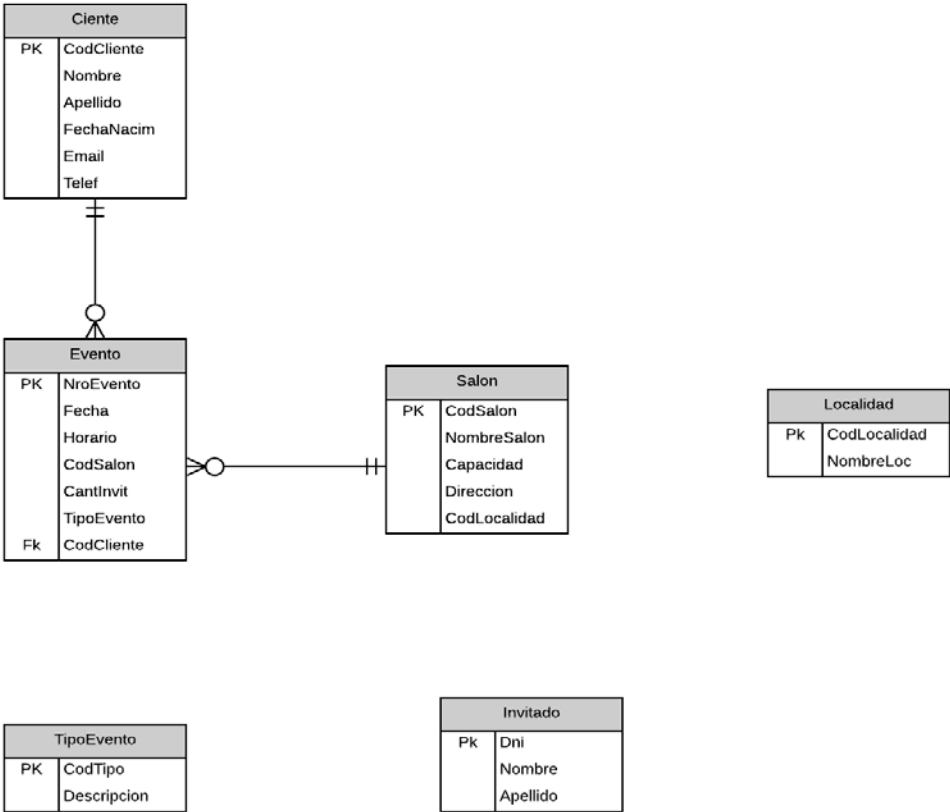 Ciente
PK CodCliente
Nombre
Apellido
FechaNacim
Email
Telef
Evento
PK NroEvento
Fecha
Horario
CodSalon
CantInvit
TipoEvento
Fk CodCliente
Salon
PK CodSalon
NombreSalon
Capacidad
Direccion
CodLocalidad
Localidad
Pk CodLocalidad
NombreLoc
TipoEvento
PK CodTipo
Descripcion
Invitado
Pk Dni
Nombre
Apellido